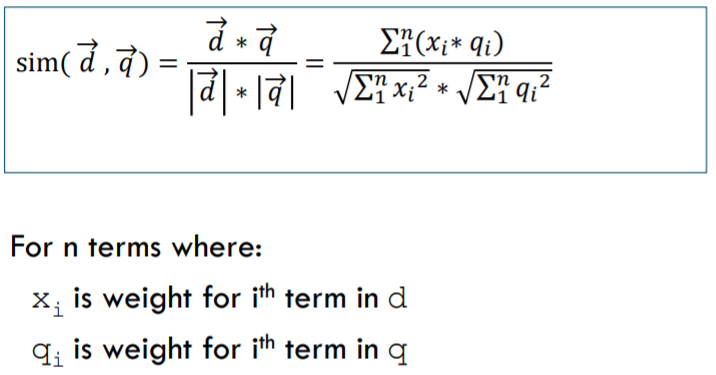 sim( d⃗ , q⃗ ) = (d⃗ * q⃗) / (|d⃗| * |q⃗|) = Σ₁ⁿ(xᵢ* qᵢ) / (√(Σ₁ⁿ xᵢ²) * √(Σ₁ⁿ qᵢ²))
For n terms where:
xᵢ is weight for iᵗʰ term in d
qᵢ is weight for iᵗʰ term in q